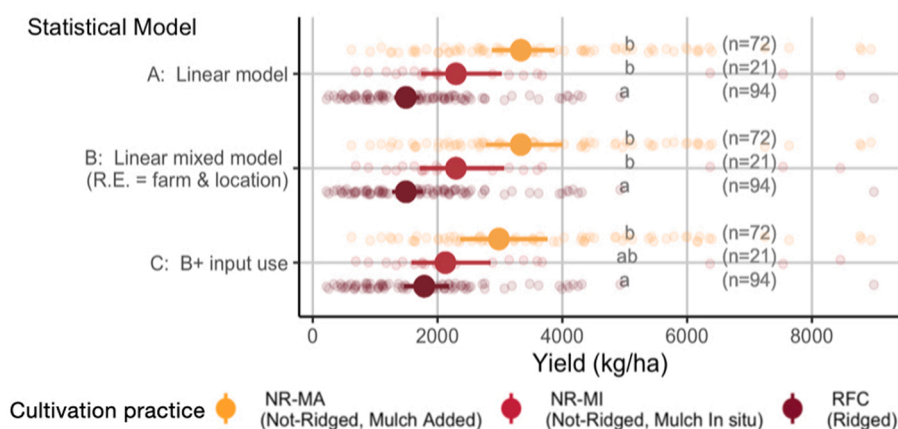 Statistical Model
b (n=72)
A: Linear model b (n=21)
a (n=94)
b (n=72)
B: Linear mixed model b (n=21)
(R.E. = farm & location) a (n=94)
b (n=72)
C: B+ input use ab (n=21)
a (n=94)
0 2000 4000 6000 8000
Yield (kg/ha)
Cultivation practice
NR-MA
(Not-Ridged, Mulch Added)
NR-MI
(Not-Ridged, Mulch In situ)
RFC
(Ridged)